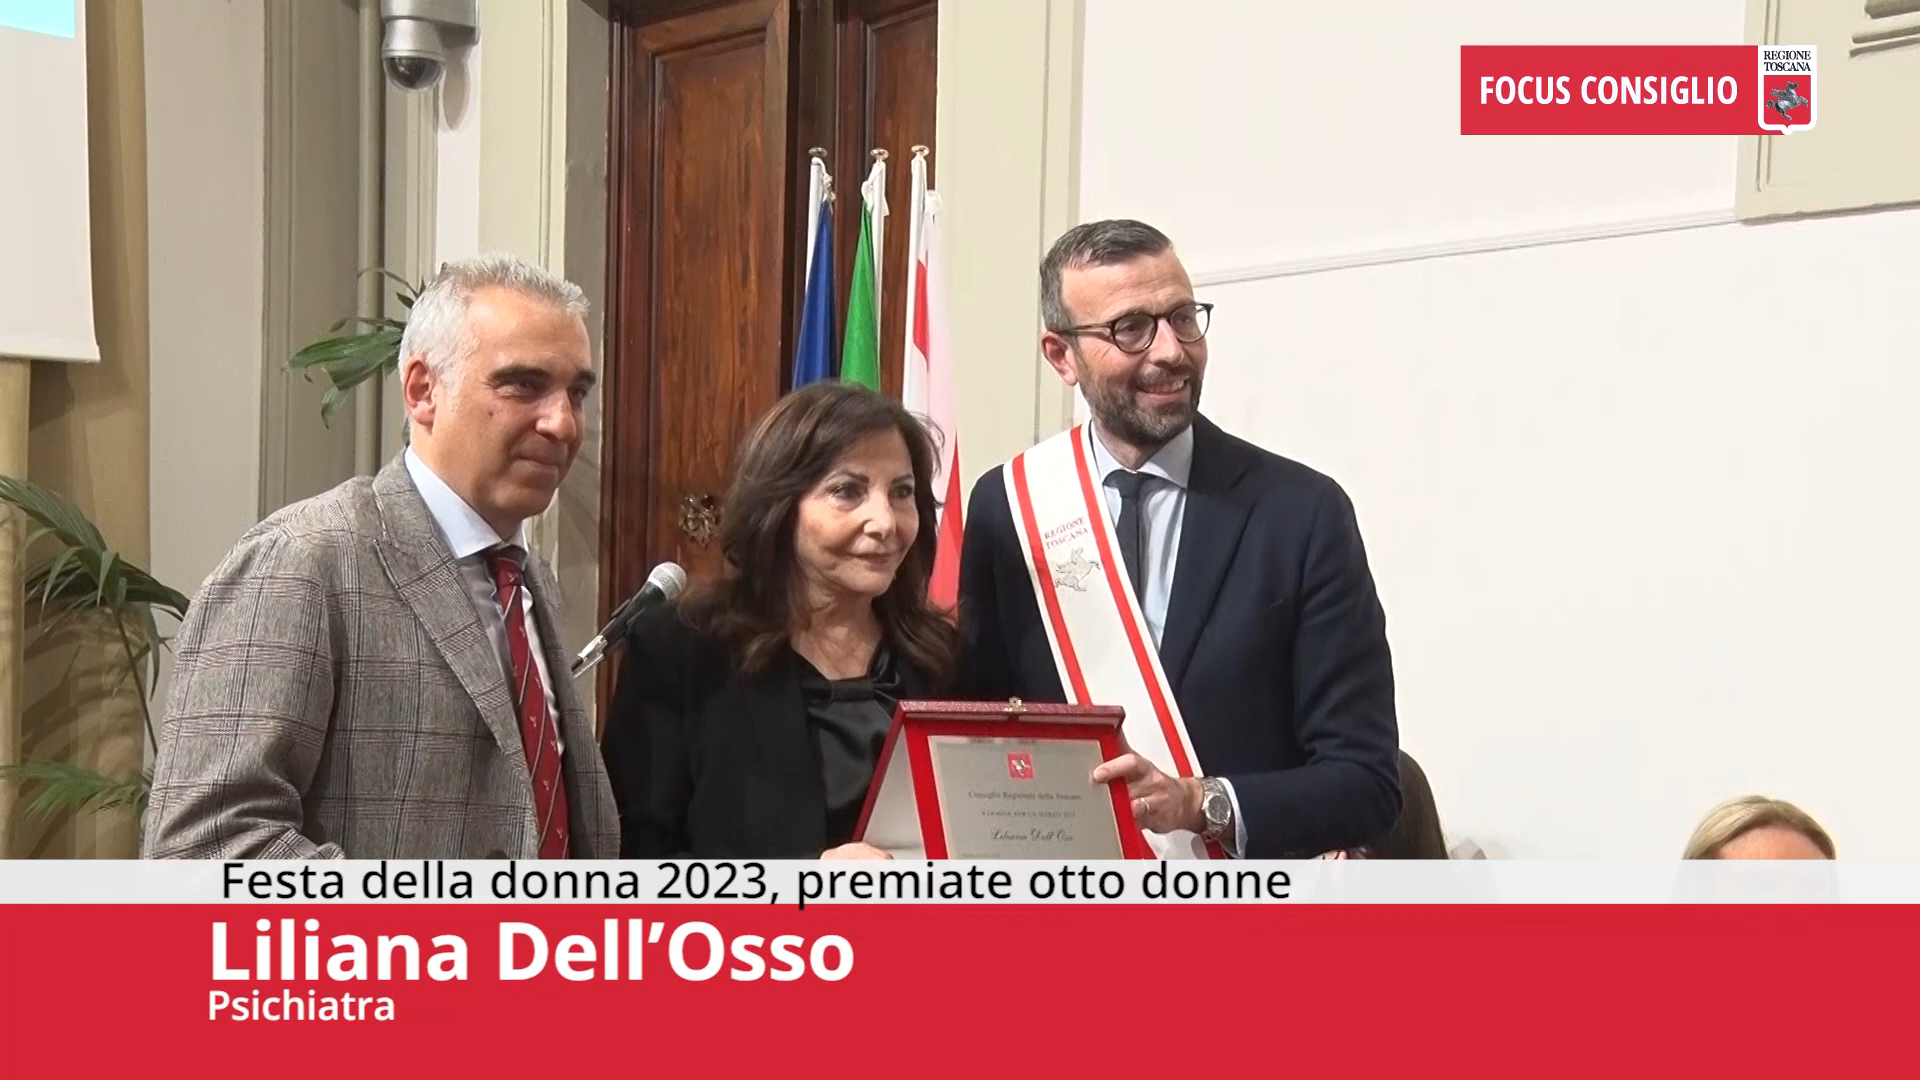 FOCUS CONSIGLIO
REGIONE
TOSCANA
REGIONE
TOSCANA
Consiglio Regionale della Toscana
Liliana Dell'Osso
Festa della donna 2023, premiate otto donne
Liliana Dell’Osso
Psichiatra